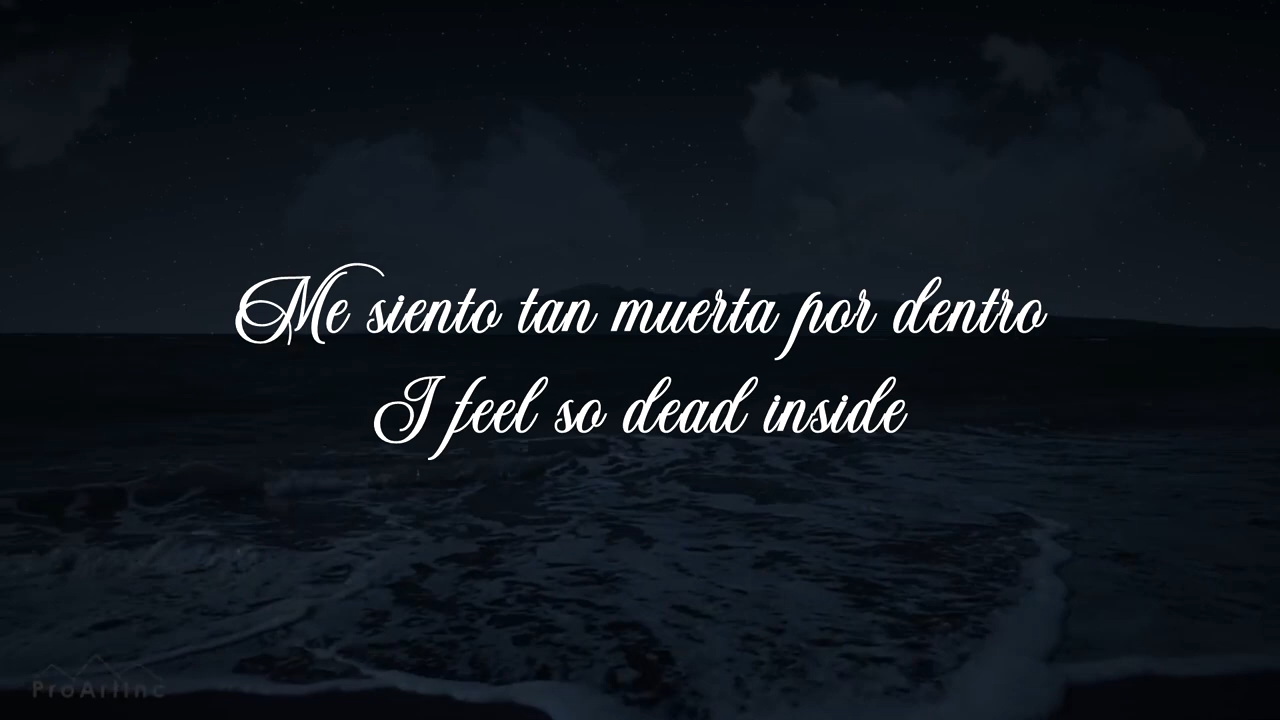 Me siento tan muerta por dentro
I feel so dead inside
ProArtInc